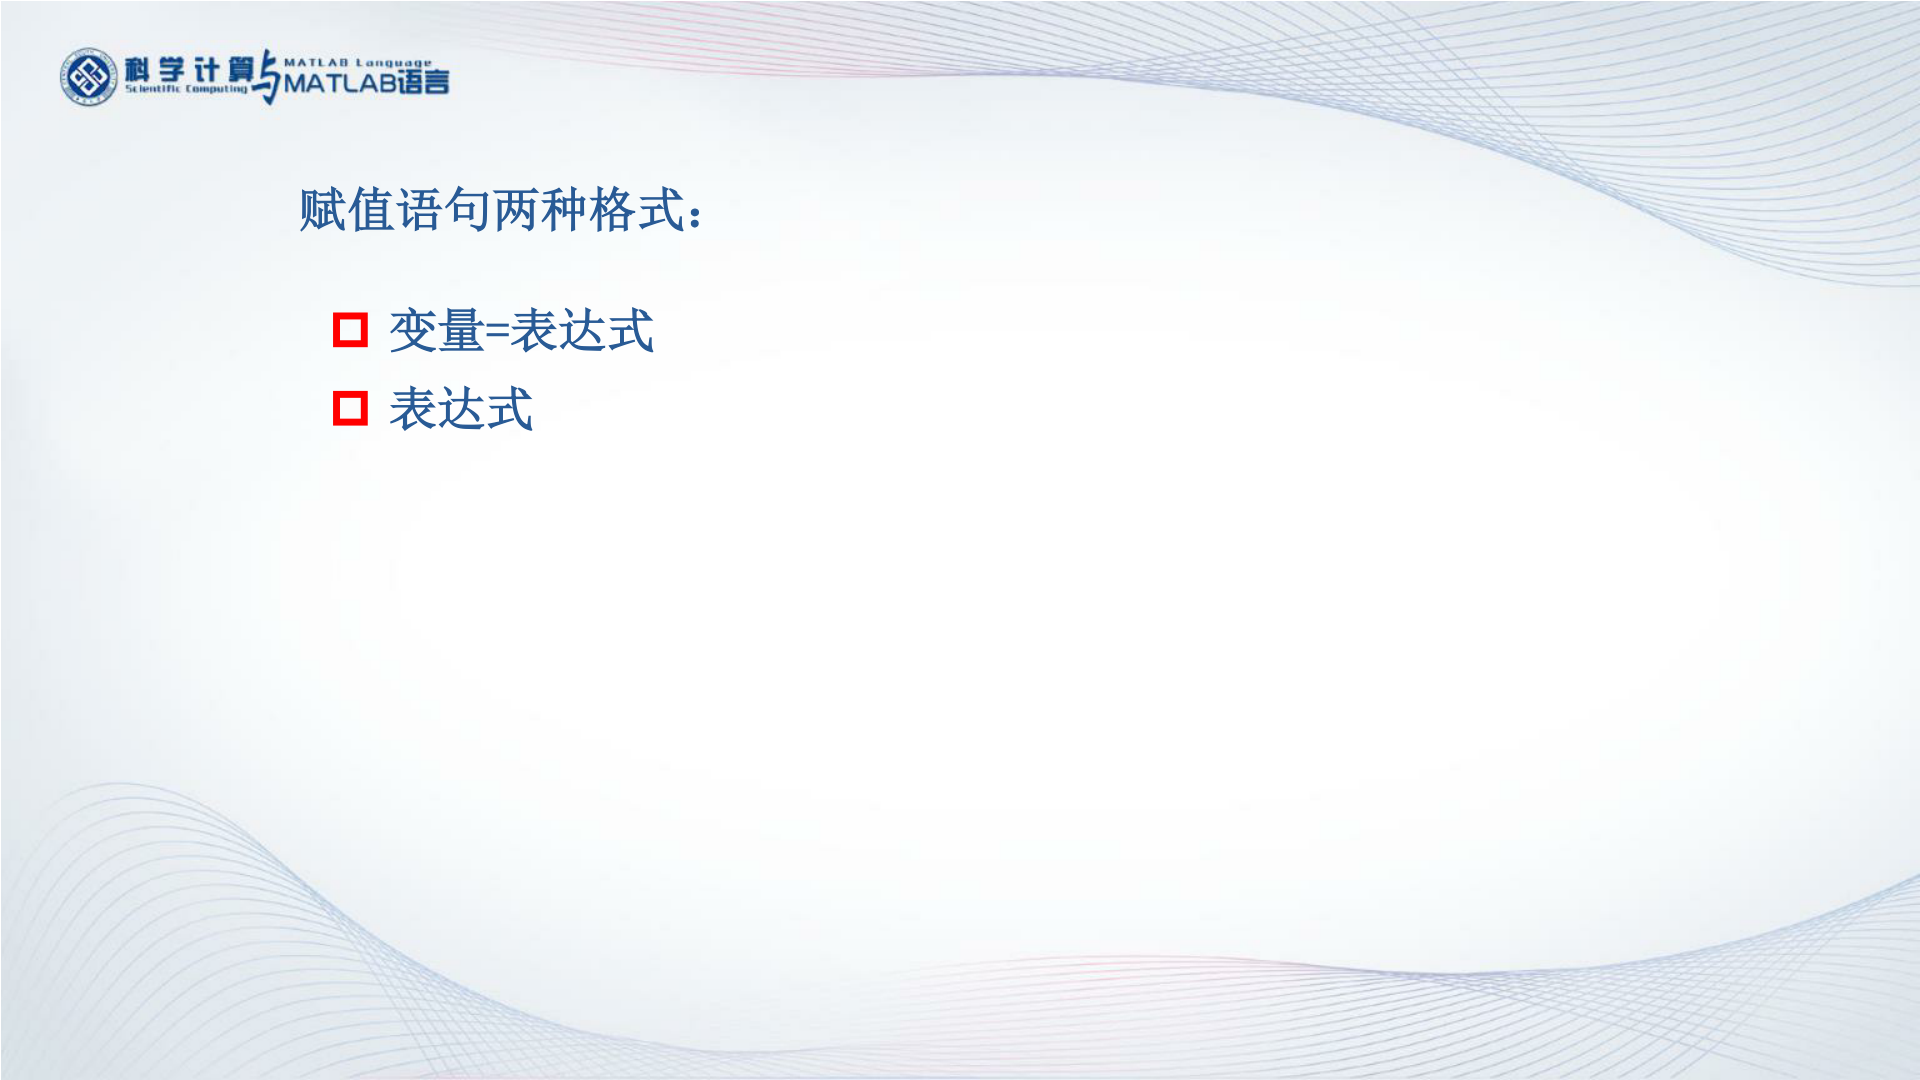 科学计算与MATLAB语言
Scientific Computing
MATLAB Language
赋值语句两种格式：
变量=表达式
表达式